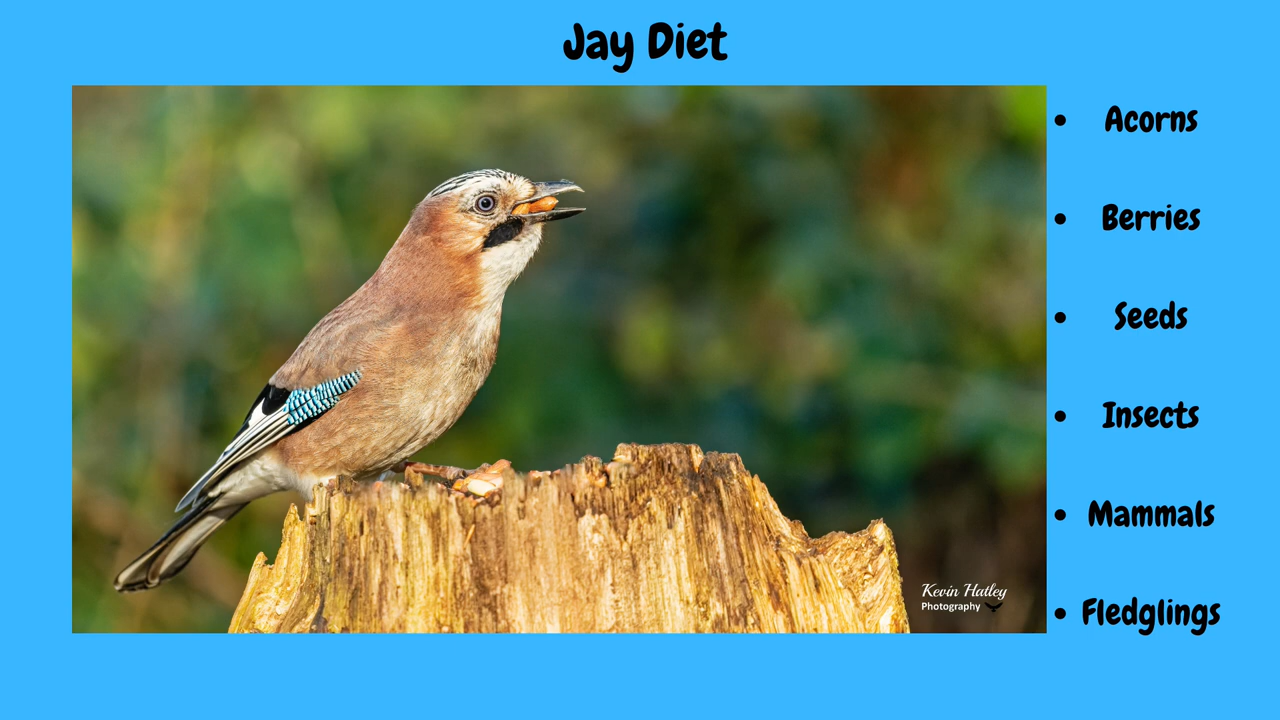 Jay Diet
• Acorns
• Berries
• Seeds
• Insects
• Mammals
• Fledglings
Kevin Hatley
Photography